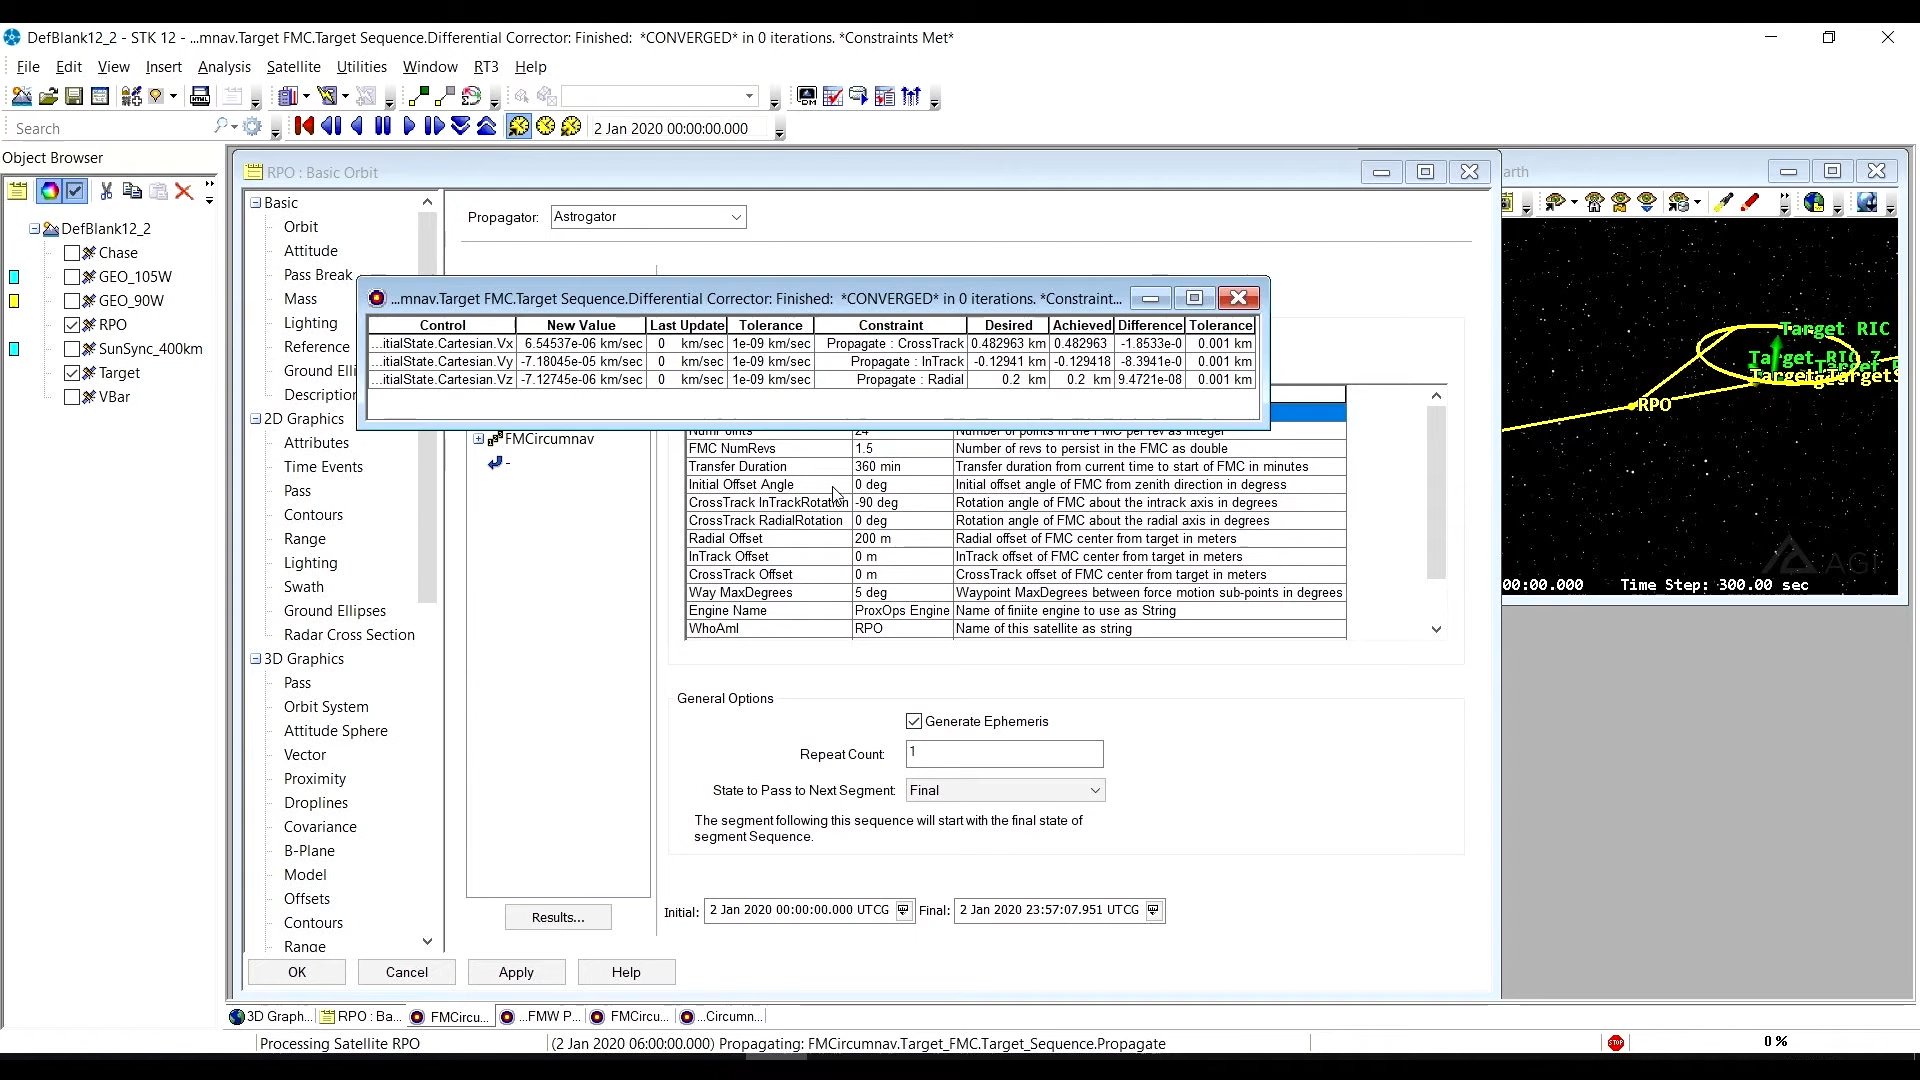 DefBlank12_2 - STK 12 - ...mnav.Target FMC.Target Sequence.Differential Corrector: Finished:  *CONVERGED* in 0 iterations. *Constraints Met*
File Edit View Insert Analysis Satellite Utilities Window RT3 Help
Search
2 Jan 2020 00:00:00.000
Object Browser
DefBlank12_2
Chase
GEO_105W
GEO_90W
RPO
SunSync_400km
Target
VBar
RPO : Basic Orbit
Basic
Orbit
Attitude
Pass Break
Mass
Lighting
Reference
Ground Elli
Description
2D Graphics
Attributes
Time Events
Pass
Contours
Range
Lighting
Swath
Ground Ellipses
Radar Cross Section
3D Graphics
Pass
Orbit System
Attitude Sphere
Vector
Proximity
Droplines
Covariance
B-Plane
Model
Offsets
Contours
Range
Propagator: Astrogator
...mnav.Target FMC.Target Sequence.Differential Corrector: Finished:  *CONVERGED* in 0 iterations. *Constraint...
Control New Value Last Update Tolerance Constraint Desired Achieved Difference Tolerance
...itialState.Cartesian.Vx 6.54537e-06 km/sec 0 km/sec 1e-09 km/sec Propagate : CrossTrack 0.482963 km 0.482963 -1.8533e-0 0.001 km
...itialState.Cartesian.Vy -7.18045e-05 km/sec 0 km/sec 1e-09 km/sec Propagate : InTrack -0.12941 km -0.129418 -8.3941e-0 0.001 km
...itialState.Cartesian.Vz -7.12745e-06 km/sec 0 km/sec 1e-09 km/sec Propagate : Radial 0.2 km 0.2 km 9.4721e-08 0.001 km
FMCircumnav
-
NumPoints 24 Number of points in the FMC per rev as integer
FMC NumRevs 1.5 Number of revs to persist in the FMC as double
Transfer Duration 360 min Transfer duration from current time to start of FMC in minutes
Initial Offset Angle 0 deg Initial offset angle of FMC from zenith direction in degress
CrossTrack InTrackRotation -90 deg Rotation angle of FMC about the intrack axis in degrees
CrossTrack RadialRotation 0 deg Rotation angle of FMC about the radial axis in degrees
Radial Offset 200 m Radial offset of FMC center from target in meters
InTrack Offset 0 m InTrack offset of FMC center from target in meters
CrossTrack Offset 0 m CrossTrack offset of FMC center from target in meters
Way MaxDegrees 5 deg Waypoint MaxDegrees between force motion sub-points in degrees
Engine Name ProxOps Engine Name of finiite engine to use as String
WhoAmI RPO Name of this satellite as string
General Options
Generate Ephemeris
Repeat Count: 1
State to Pass to Next Segment: Final
The segment following this sequence will start with the final state of
segment Sequence.
Results...
Initial: 2 Jan 2020 00:00:00.000 UTCG Final: 2 Jan 2020 23:57:07.951 UTCG
OK Cancel Apply Help
arth
Target RIC
Target RIC 7
RPO
AGI
00:00.000 Time Step: 300.00 sec
3D Graph... RPO : Ba... FMCircu... ...FMW P... FMCircu... ...Circumn...
Processing Satellite RPO (2 Jan 2020 06:00:00.000) Propagating: FMCircumnav.Target_FMC.Target_Sequence.Propagate STOP 0 %